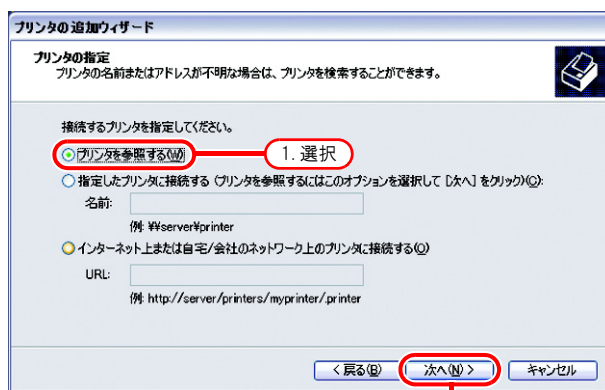 プリンタの追加ウィザード
プリンタの指定
プリンタの名前またはアドレスが不明な場合は、プリンタを検索することができます。
接続するプリンタを指定してください。
プリンタを参照する(W)
1. 選択
指定したプリンタに接続する (プリンタを参照するにはこのオプションを選択して [次へ] をクリック)(C):
名前:
例: ¥¥server¥printer
インターネット上または自宅/会社のネットワーク上のプリンタに接続する(O)
URL:
例: http://server/printers/myprinter/.printer
< 戻る(B)
次へ(N) >
キャンセル